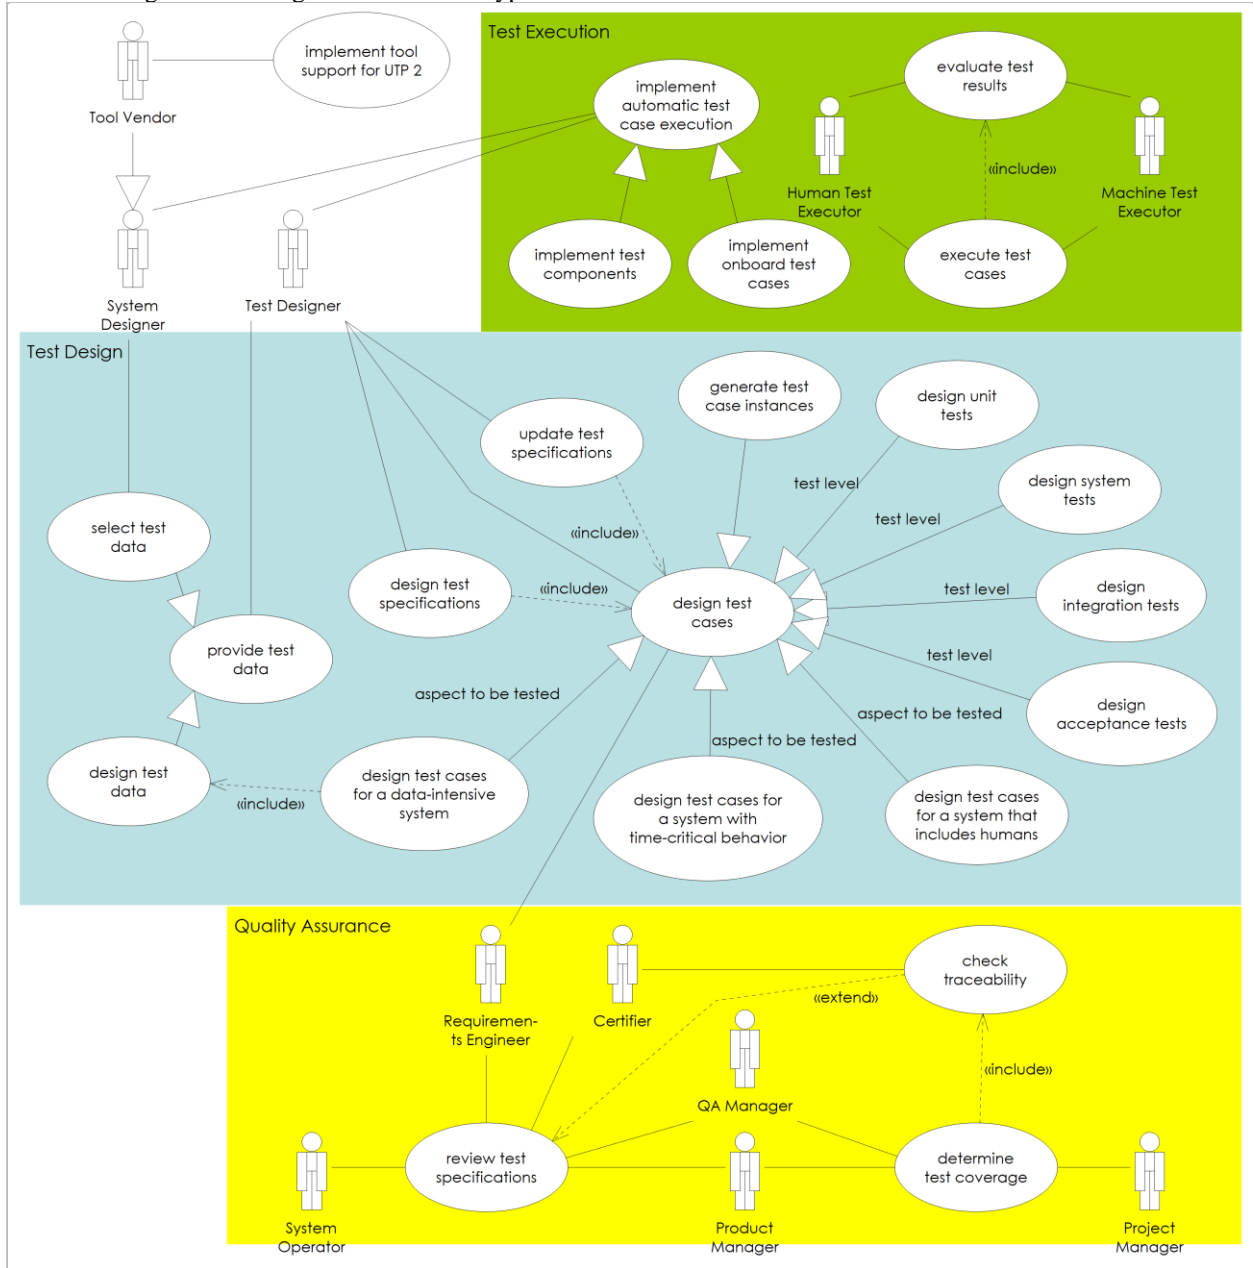 implement tool
support for UTP 2
Tool Vendor
System
Designer
Test Designer
Test Execution
implement
automatic test
case execution
evaluate test
results
Human Test
Executor
«include»
Machine Test
Executor
implement test
components
implement
onboard test
cases
execute test
cases
Test Design
generate test
case instances
design unit
tests
update test
specifications
test level
design system
tests
select test
data
«include»
test level
design test
specifications
«include»
design test
cases
test level
design
integration tests
provide test
data
test level
aspect to be tested
aspect to be tested
design
acceptance tests
aspect to be tested
design test
data
«include»
design test cases
for a data-intensive
system
design test cases for
a system with
time-critical behavior
design test cases
for a system that
includes humans
Quality Assurance
Requiremen-
ts Engineer
Certifier
check
traceability
«extend»
QA Manager
«include»
review test
specifications
determine
test coverage
System
Operator
Product
Manager
Project
Manager